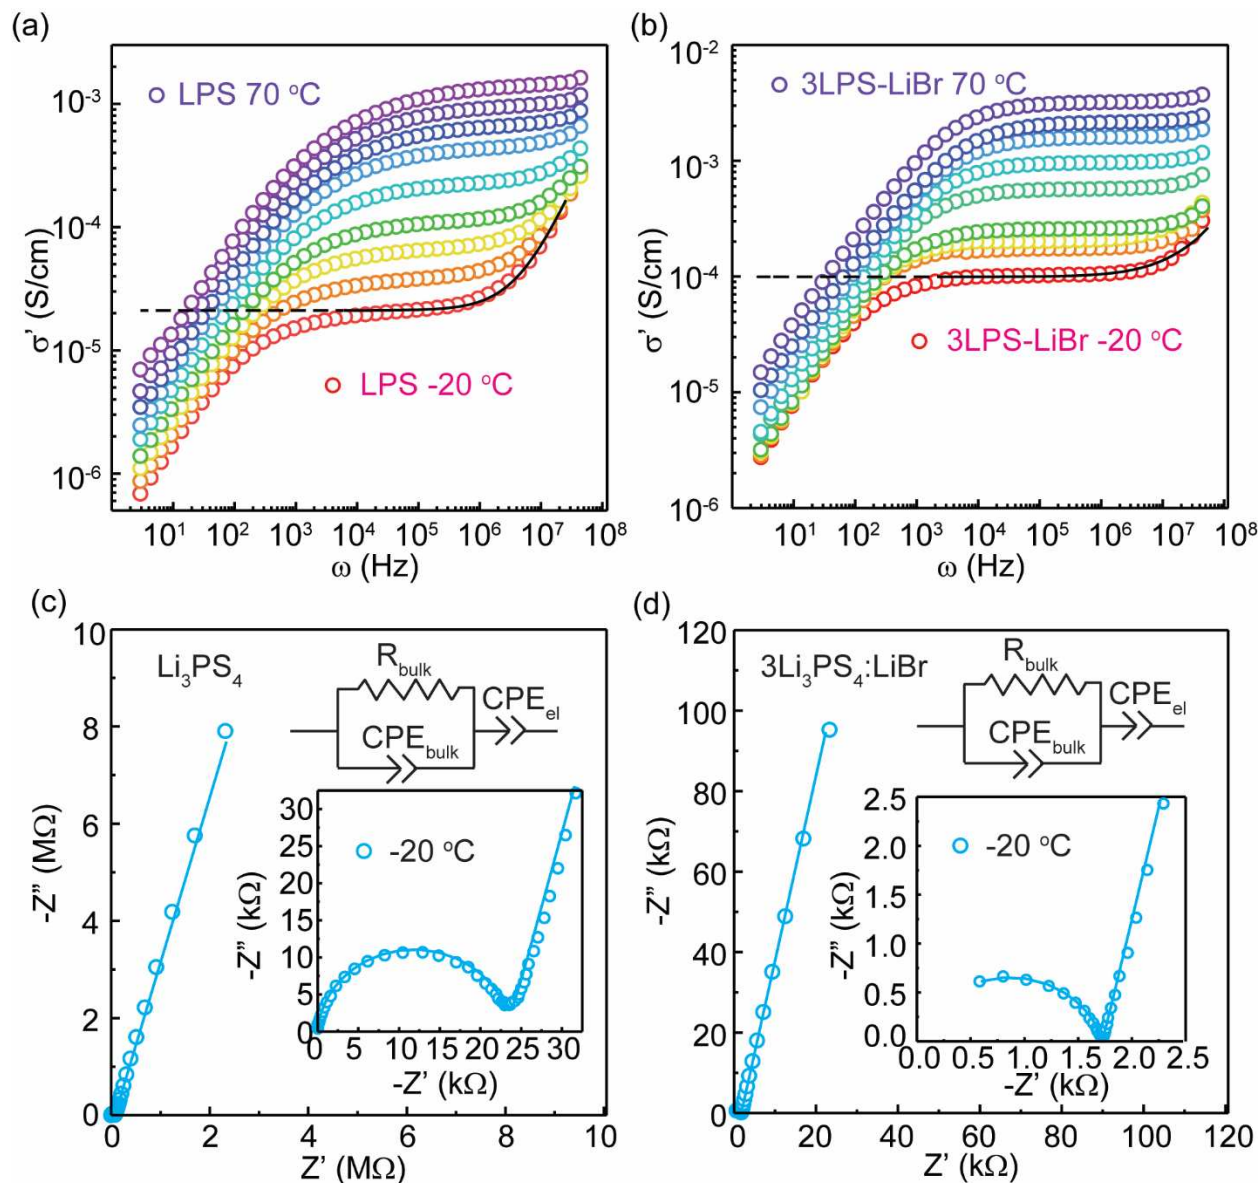 (a)
10⁻³
10⁻⁴
10⁻⁵
10⁻⁶
σ' (S/cm)
LPS 70 °C
LPS -20 °C
10¹ 10² 10³ 10⁴ 10⁵ 10⁶ 10⁷ 10⁸
ω (Hz)
(b)
10⁻²
10⁻³
10⁻⁴
10⁻⁵
10⁻⁶
σ' (S/cm)
3LPS-LiBr 70 °C
3LPS-LiBr -20 °C
10¹ 10² 10³ 10⁴ 10⁵ 10⁶ 10⁷ 10⁸
ω (Hz)
(c)
10
8
6
4
2
0
-Z'' (MΩ)
Li₃PS₄
R_bulk
CPE_el
CPE_bulk
30
25
20
15
10
5
0
-Z'' (kΩ)
-20 °C
0 5 10 15 20 25 30
-Z' (kΩ)
0 2 4 6 8 10
Z' (MΩ)
(d)
120
100
80
60
40
20
0
-Z'' (kΩ)
3Li₃PS₄:LiBr
R_bulk
CPE_el
CPE_bulk
2.5
2.0
1.5
1.0
0.5
0.0
-Z'' (kΩ)
-20 °C
0.0 0.5 1.0 1.5 2.0 2.5
-Z' (kΩ)
0 20 40 60 80 100 120
Z' (kΩ)